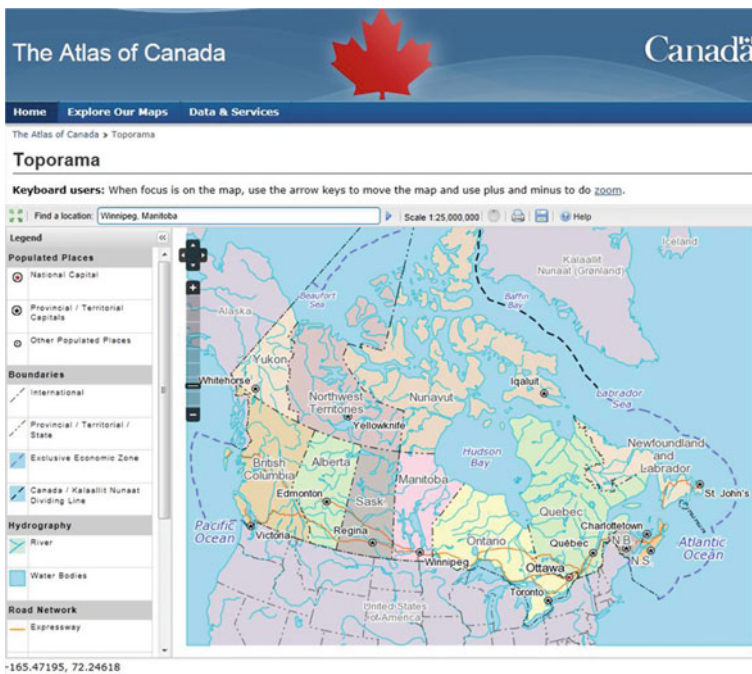 The Atlas of Canada
Canada
Home Explore Our Maps Data & Services
The Atlas of Canada » Toporama
Toporama
Keyboard users: When focus is on the map, use the arrow keys to move the map and use plus and minus to do zoom.
Find a location: Winnipeg, Manitoba Scale 1:25,000,000 Help
Legend
Populated Places
National Capital
Provincial / Territorial
Capitals
Other Populated Places
Boundaries
International
Provincial / Territorial /
State
Exclusive Economic Zone
Canada / Kalaallit Nunaat
Dividing Line
Hydrography
River
Water Bodies
Road Network
Expressway
Iceland
Kalaallit
Nunaat (Grønland)
Beaufort
Sea
Baffin
Bay
Alaska
Yukon
Whitehorse
Northwest
Territories
Nunavut
Iqaluit
Yellowknife
Labrador
Sea
Hudson
Bay
Newfoundland
and
Labrador
British
Columbia
Alberta
Sask
Manitoba
Edmonton
St. John's
Quebec
Pacific
Ocean
Victoria
Regina
Winnipeg
Ontario
Québec
Charlottetown
N.B.
N.S.
Atlantic
Ocean
Ottawa
Toronto
United States
of America
-165.47195, 72.24618